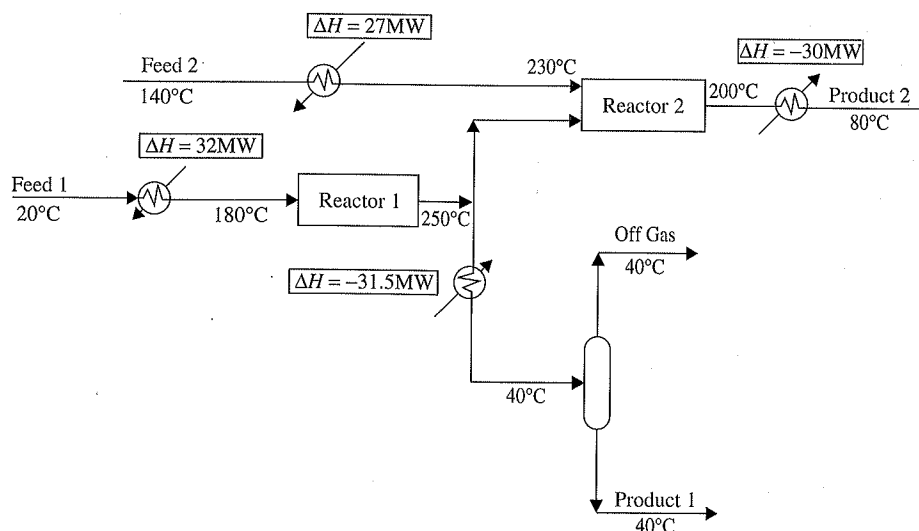 ΔH = 27MW
ΔH = −30MW
Feed 2
140°C
230°C
Reactor 2
200°C
Product 2
80°C
ΔH = 32MW
Feed 1
20°C
180°C
Reactor 1
250°C
ΔH = −31.5MW
Off Gas
40°C
40°C
Product 1
40°C